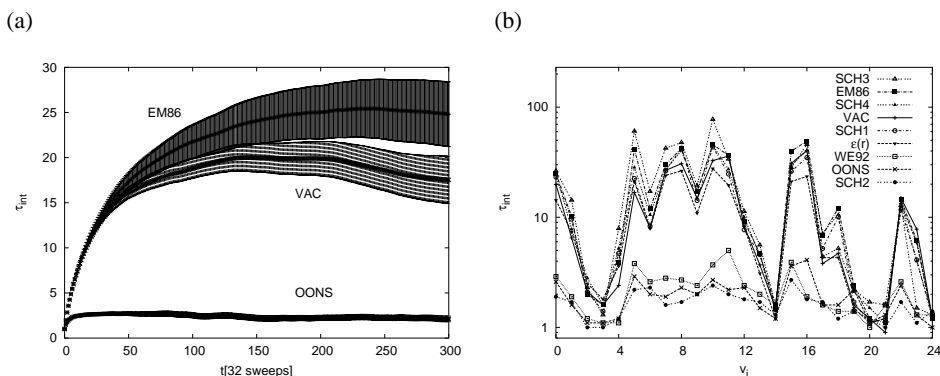 (a)
(b)
30
25
20
15
10
5
0
τint
EM86
VAC
OONS
0 50 100 150 200 250 300
t[32 sweeps]
100
10
1
τint
SCH3
EM86
SCH4
VAC
SCH1
ε(r)
WE92
OONS
SCH2
0 4 8 12 16 20 24
vi